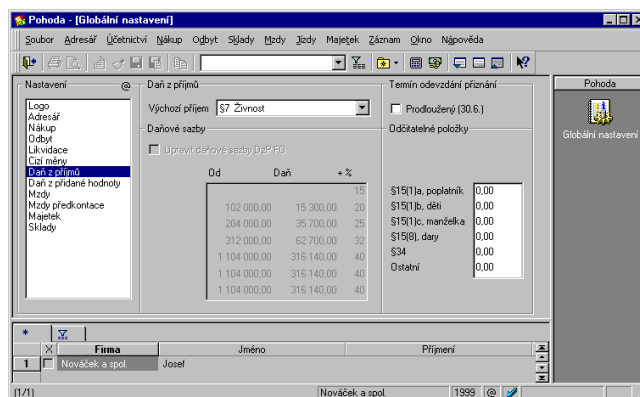 Pohoda - [Globální nastavení]
Soubor Adresář Účetnictví Nákup Odbyt Sklady Mzdy Jízdy Majetek Záznam Okno Nápověda
Nastavení @
Logo
Adresář
Nákup
Odbyt
Likvidace
Cizí měny
Daň z příjmů
Daň z přidané hodnoty
Mzdy
Mzdy předkontace
Majetek
Sklady
Daň z příjmů
Výchozí příjem §7 Živnost
Daňové sazby
Upravit daňové sazby DzP FO
Od Daň + %
15
102 000,00 15 300,00 20
204 000,00 35 700,00 25
312 000,00 62 700,00 32
1 104 000,00 316 140,00 40
1 104 000,00 316 140,00 40
1 104 000,00 316 140,00 40
Termín odevzdání přiznání
Prodloužený (30.6.)
Odčitatelné položky
§15(1)a, poplatník 0,00
§15(1)b, děti 0,00
§15(1)c, manželka 0,00
§15(8), dary 0,00
§34 0,00
Ostatní 0,00
Pohoda
Globální nastavení
*
X Firma Jméno Příjmení
1 Nováček a spol. Josef
(1/1) Nováček a spol. 1999 @